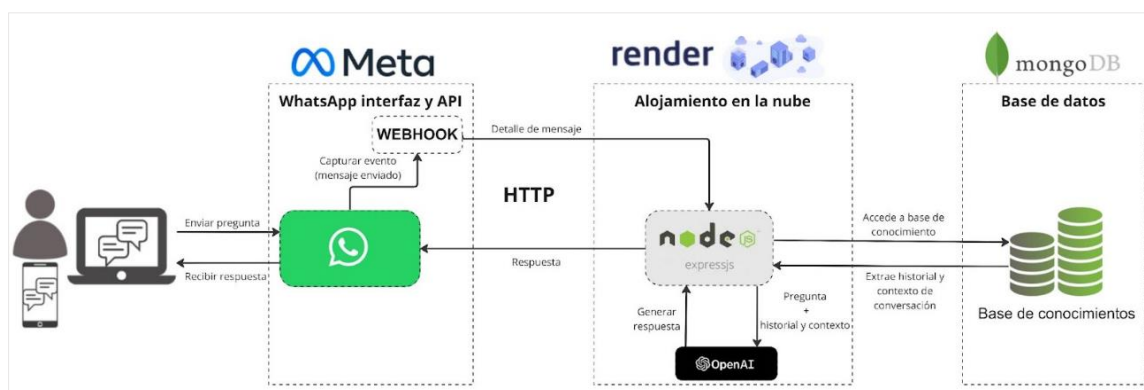 Meta
render
mongoDB
WhatsApp interfaz y API
Alojamiento en la nube
Base de datos
WEBHOOK
Detalle de mensaje
Capturar evento
(mensaje enviado)
HTTP
Enviar pregunta
Recibir respuesta
Respuesta
node
JS
expressjs
Accede a base de
conocimiento
Extrae historial y
contexto de
conversación
Base de conocimientos
Generar
respuesta
Pregunta
+
historial y contexto
OpenAI